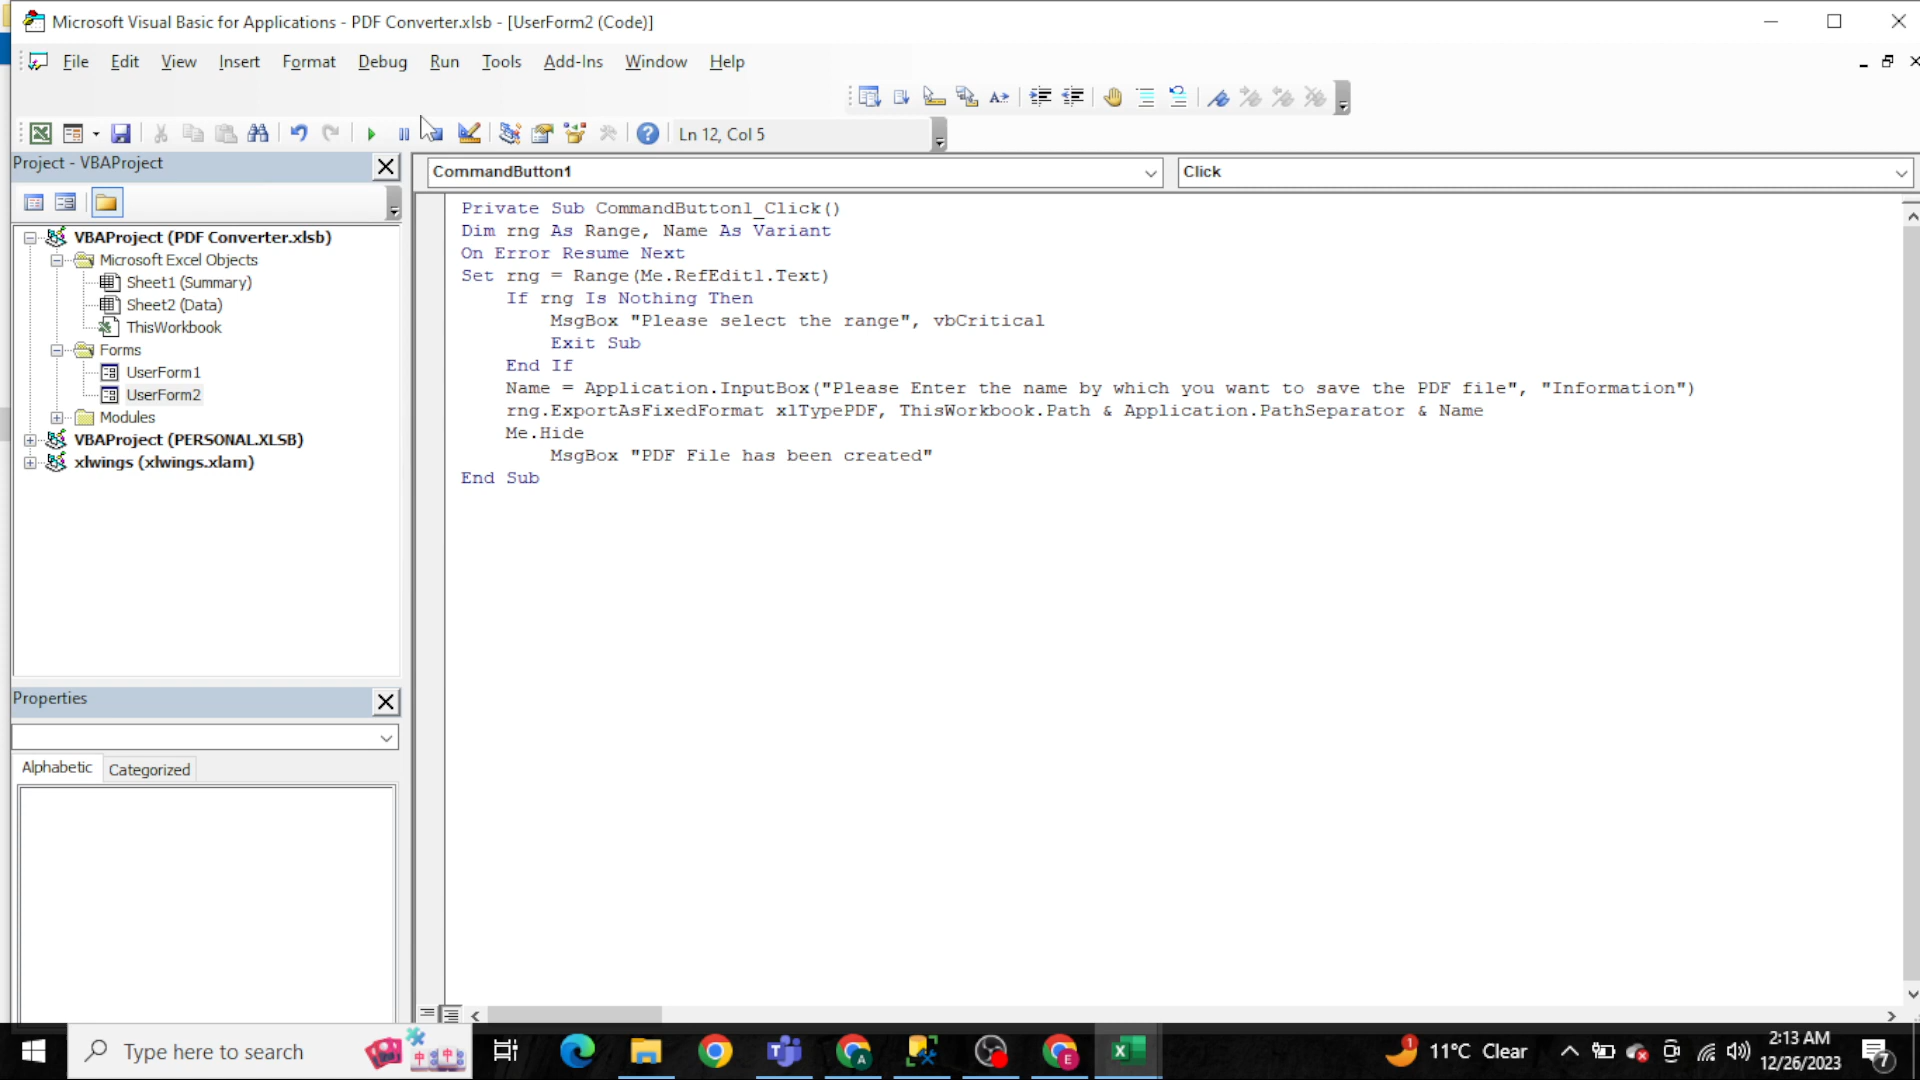 Microsoft Visual Basic for Applications - PDF Converter.xlsb - [UserForm2 (Code)]
File Edit View Insert Format Debug Run Tools Add-Ins Window Help
Ln 12, Col 5
Project - VBAProject
CommandButton1
Click
VBAProject (PDF Converter.xlsb)
Microsoft Excel Objects
Sheet1 (Summary)
Sheet2 (Data)
ThisWorkbook
Forms
UserForm1
UserForm2
Modules
VBAProject (PERSONAL.XLSB)
xlwings (xlwings.xlam)
Private Sub CommandButton1_Click()
Dim rng As Range, Name As Variant
On Error Resume Next
Set rng = Range(Me.RefEdit1.Text)
If rng Is Nothing Then
MsgBox "Please select the range", vbCritical
Exit Sub
End If
Name = Application.InputBox("Please Enter the name by which you want to save the PDF file", "Information")
rng.ExportAsFixedFormat xlTypePDF, ThisWorkbook.Path & Application.PathSeparator & Name
Me.Hide
MsgBox "PDF File has been created"
End Sub
Properties
Alphabetic Categorized
Type here to search
11°C Clear
2:13 AM
12/26/2023
7